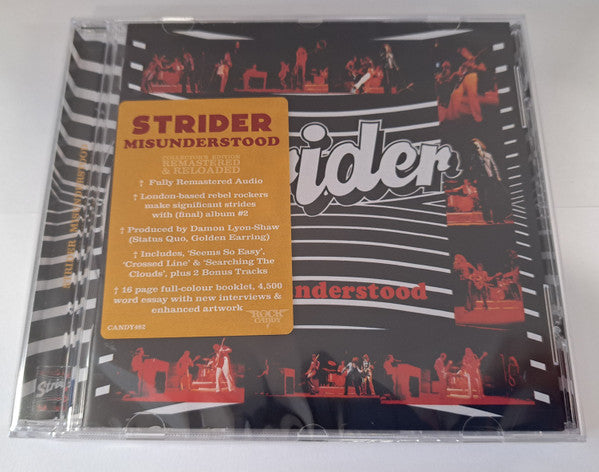 STRIDER
MISUNDERSTOOD
COLLECTOR'S EDITION
REMASTERED
& RELOADED
† Fully Remastered Audio
† London-based rebel rockers
make significant strides
with (final) album #2
† Produced by Damon Lyon-Shaw
(Status Quo, Golden Earring)
† Includes, 'Seems So Easy',
'Crossed Line' & 'Searching The
Clouds', plus 2 Bonus Tracks
† 16 page full-colour booklet, 4,500
word essay with new interviews &
enhanced artwork
ROCK
CANDY
CANDY462
rider
nderstood
STRIDER MISUNDERSTOOD